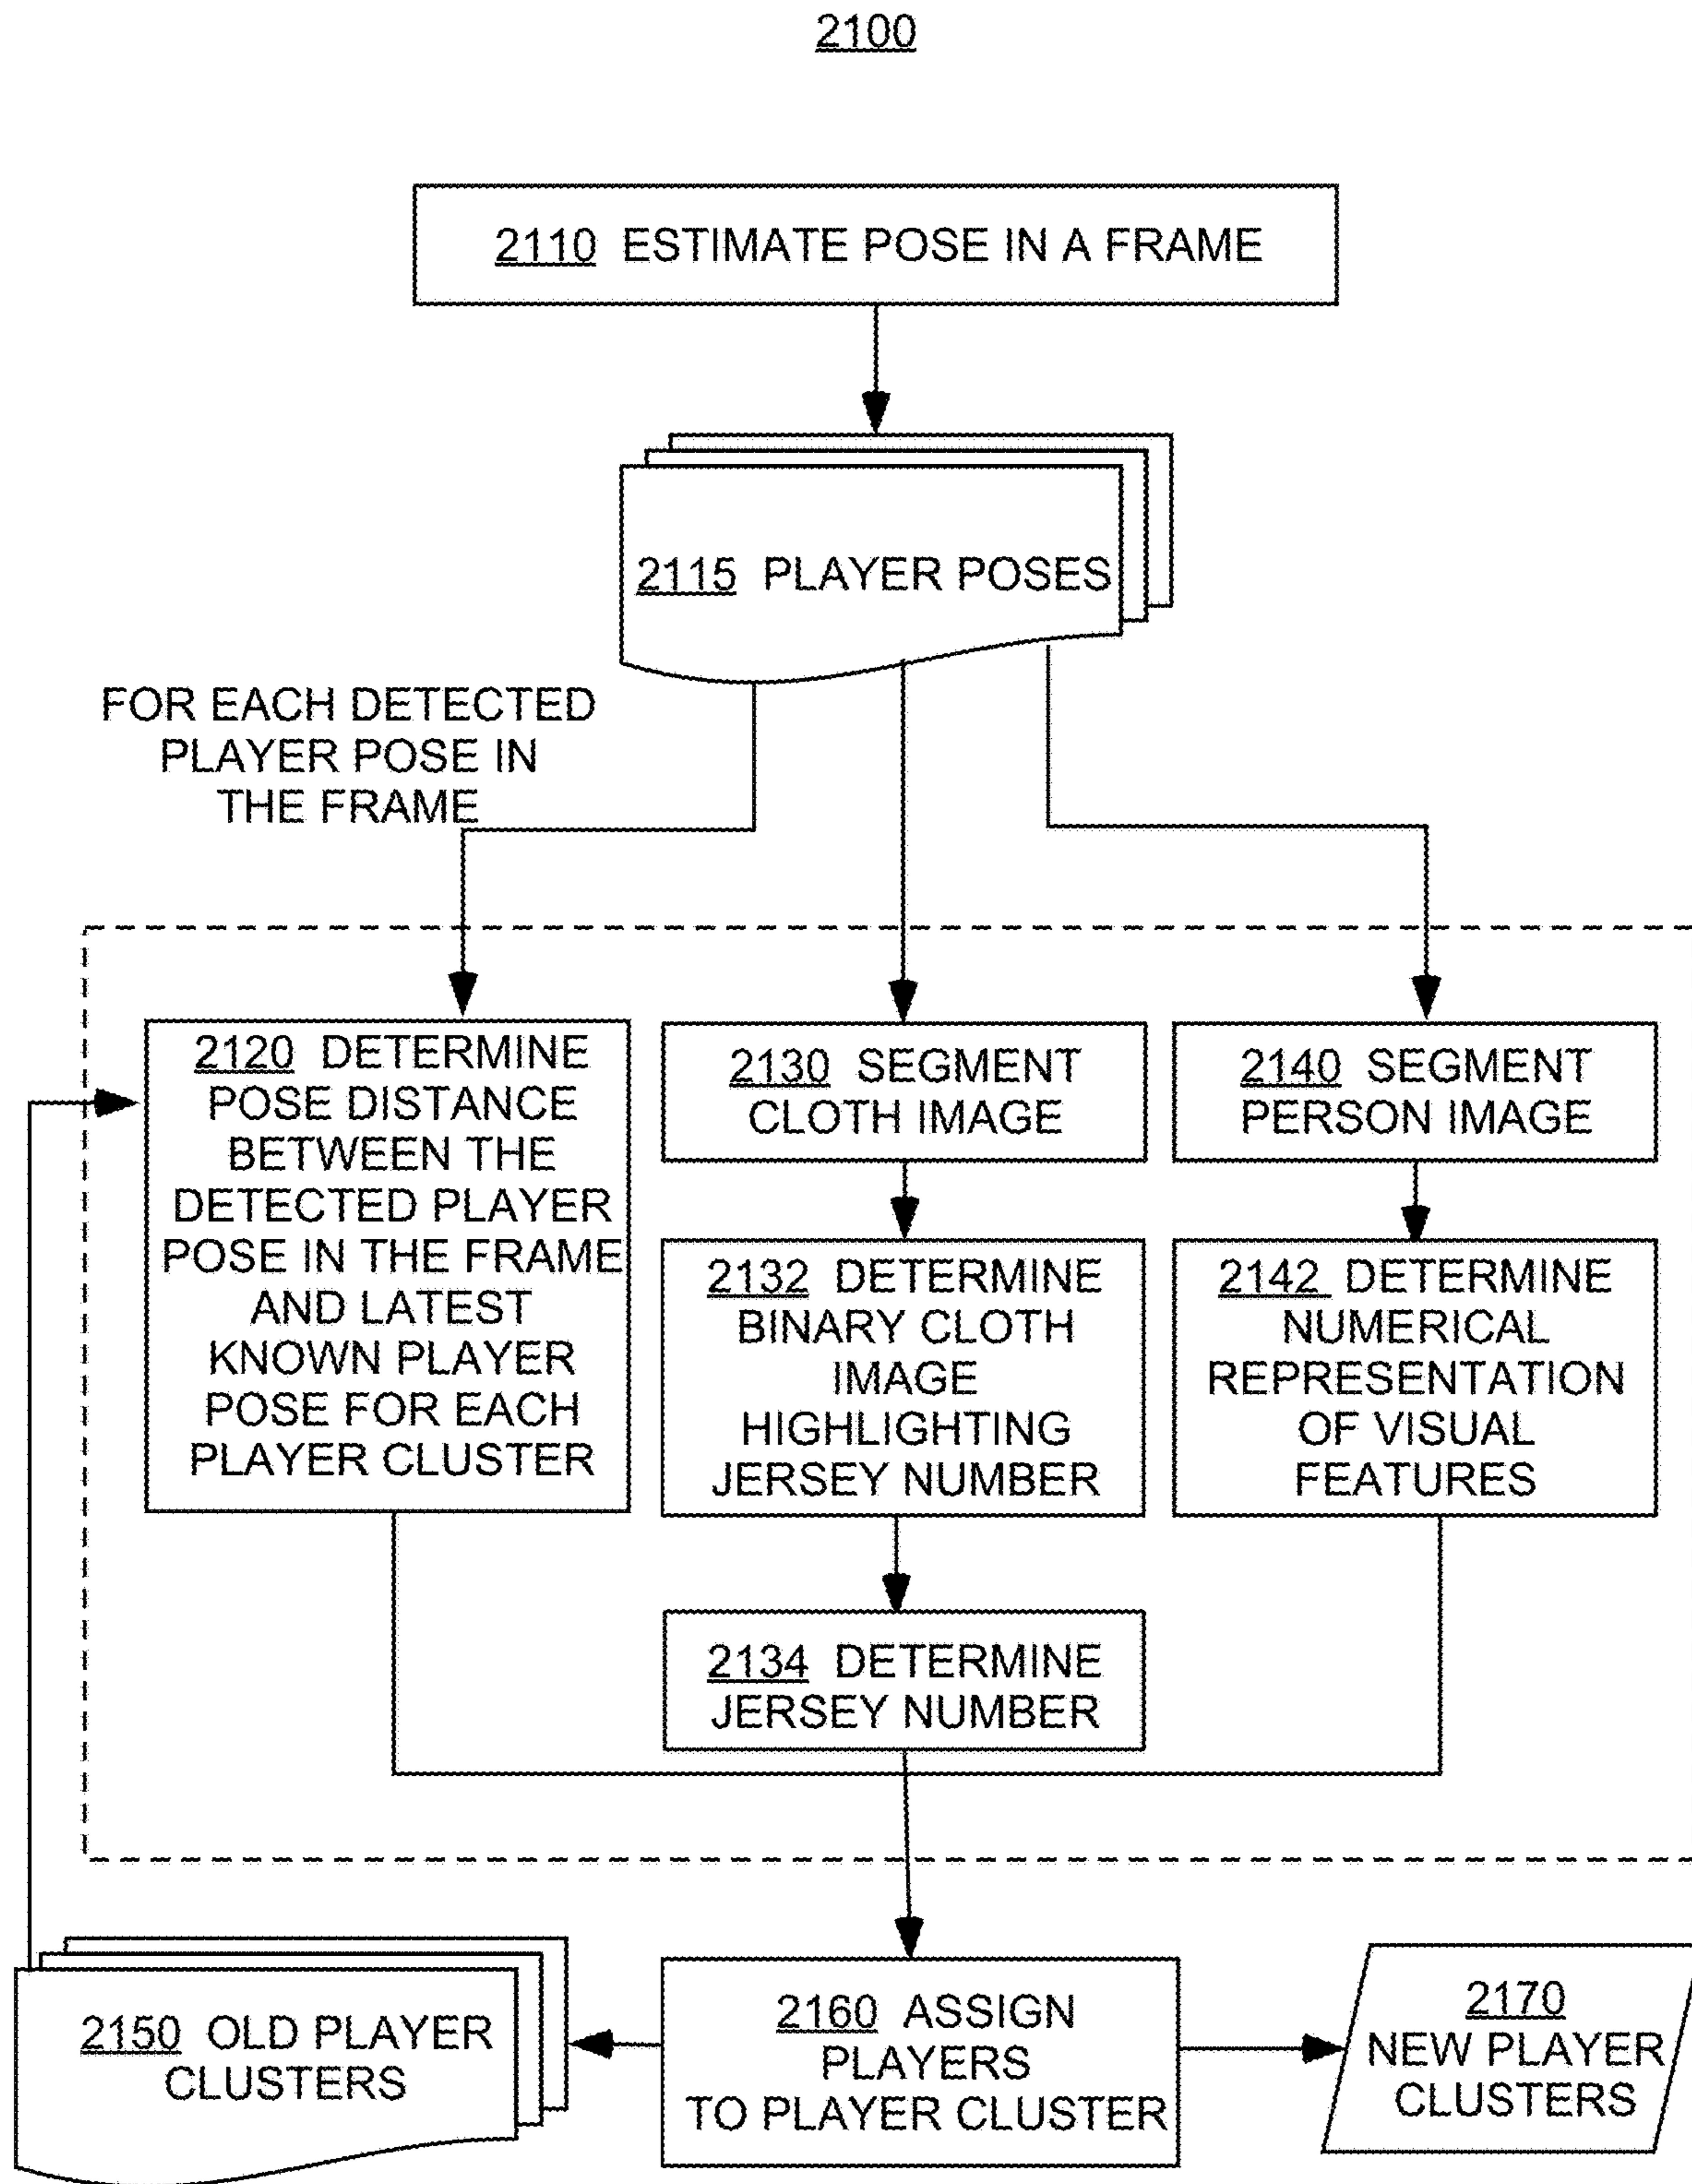 2100
2110 ESTIMATE POSE IN A FRAME
2115 PLAYER POSES
FOR EACH DETECTED
PLAYER POSE IN
THE FRAME
2120 DETERMINE
POSE DISTANCE
BETWEEN THE
DETECTED PLAYER
POSE IN THE FRAME
AND LATEST
KNOWN PLAYER
POSE FOR EACH
PLAYER CLUSTER
2130 SEGMENT
CLOTH IMAGE
2140 SEGMENT
PERSON IMAGE
2132 DETERMINE
BINARY CLOTH
IMAGE
HIGHLIGHTING
JERSEY NUMBER
2142 DETERMINE
NUMERICAL
REPRESENTATION
OF VISUAL
FEATURES
2134 DETERMINE
JERSEY NUMBER
2150 OLD PLAYER
CLUSTERS
2160 ASSIGN
PLAYERS
TO PLAYER CLUSTER
2170
NEW PLAYER
CLUSTERS